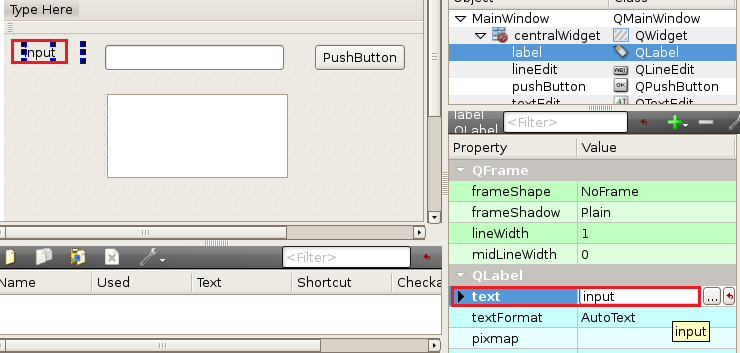 Type Here
input
PushButton
<Filter>
Name Used Text Shortcut Checka
Object Class
MainWindow QMainWindow
centralWidget QWidget
label QLabel
lineEdit QLineEdit
pushButton QPushButton
textEdit QTextEdit
label
QLabel
<Filter>
Property Value
QFrame
frameShape NoFrame
frameShadow Plain
lineWidth 1
midLineWidth 0
QLabel
text input
...
textFormat AutoText
input
pixmap